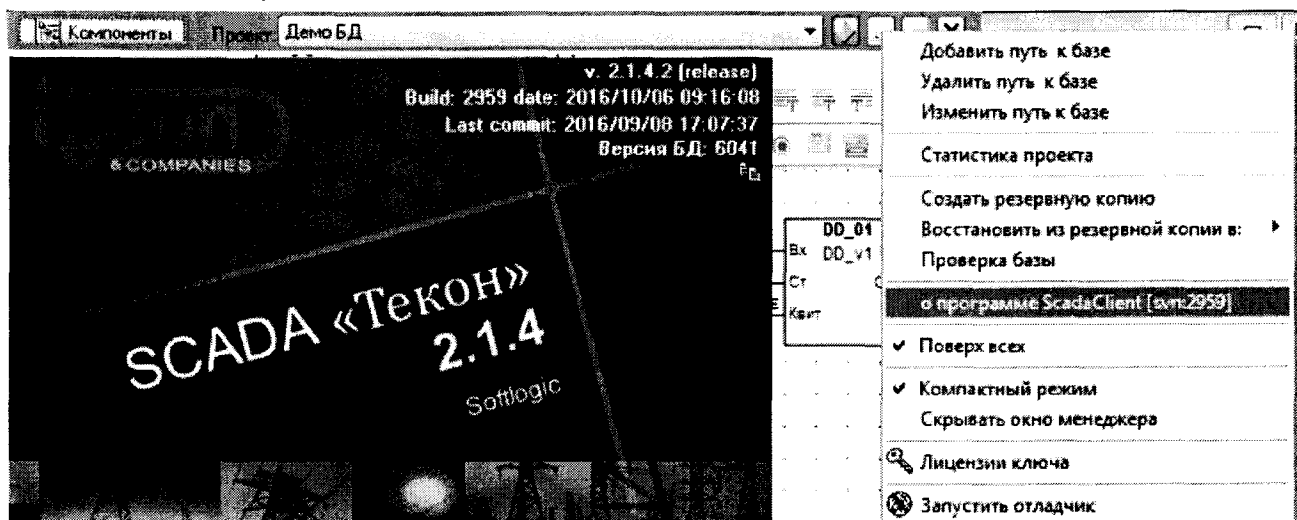 Компоненты
Проект Демо БД
v. 2.1.4.2 (release)
Build: 2959 date: 2016/10/06 09:16:08
Last commit: 2016/09/08 17:07:37
Версия БД: 6041
& COMPANIES
SCADA «Текон»
2.1.4
Softlogic
DD_01
Вх DD_v1
Ст
Квит
Добавить путь к базе
Удалить путь к базе
Изменить путь к базе
Статистика проекта
Создать резервную копию
Восстановить из резервной копии в:
Проверка базы
о программе ScadaClient [svn:2959]
Поверх всех
Компактный режим
Скрывать окно менеджера
Лицензии ключа
Запустить отладчик